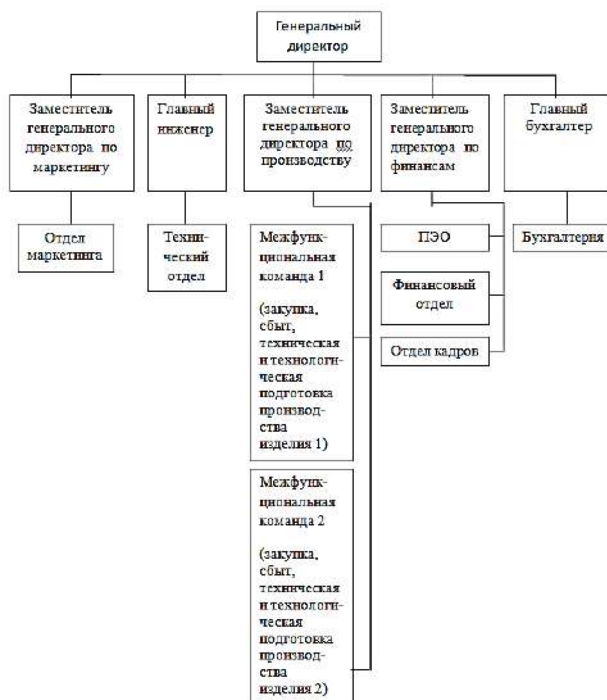 Генеральный
директор
Заместитель
генерального
директора по
маркетингу
Главный
инженер
Заместитель
генерального
директора по
производству
Заместитель
генерального
директора по
финансам
Главный
бухгалтер
Отдел
маркетинга
Техни-
ческий
отдел
Межфунк-
циональная
команда 1
(закупка,
сбыт,
техническая
и технологи-
ческая
подготовка
производ-
ства
изделия 1)
ПЭО
Финансовый
отдел
Отдел кадров
Бухгалтерия
Межфунк-
циональная
команда 2
(закупка,
сбыт,
техническая
и технологи-
ческая
подготовка
производ-
ства
изделия 2)